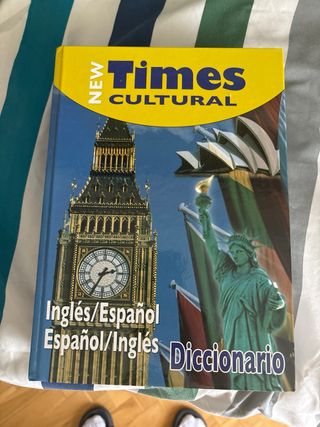 NEW Times
CULTURAL
Inglés/Español
Español/Inglés
Diccionario